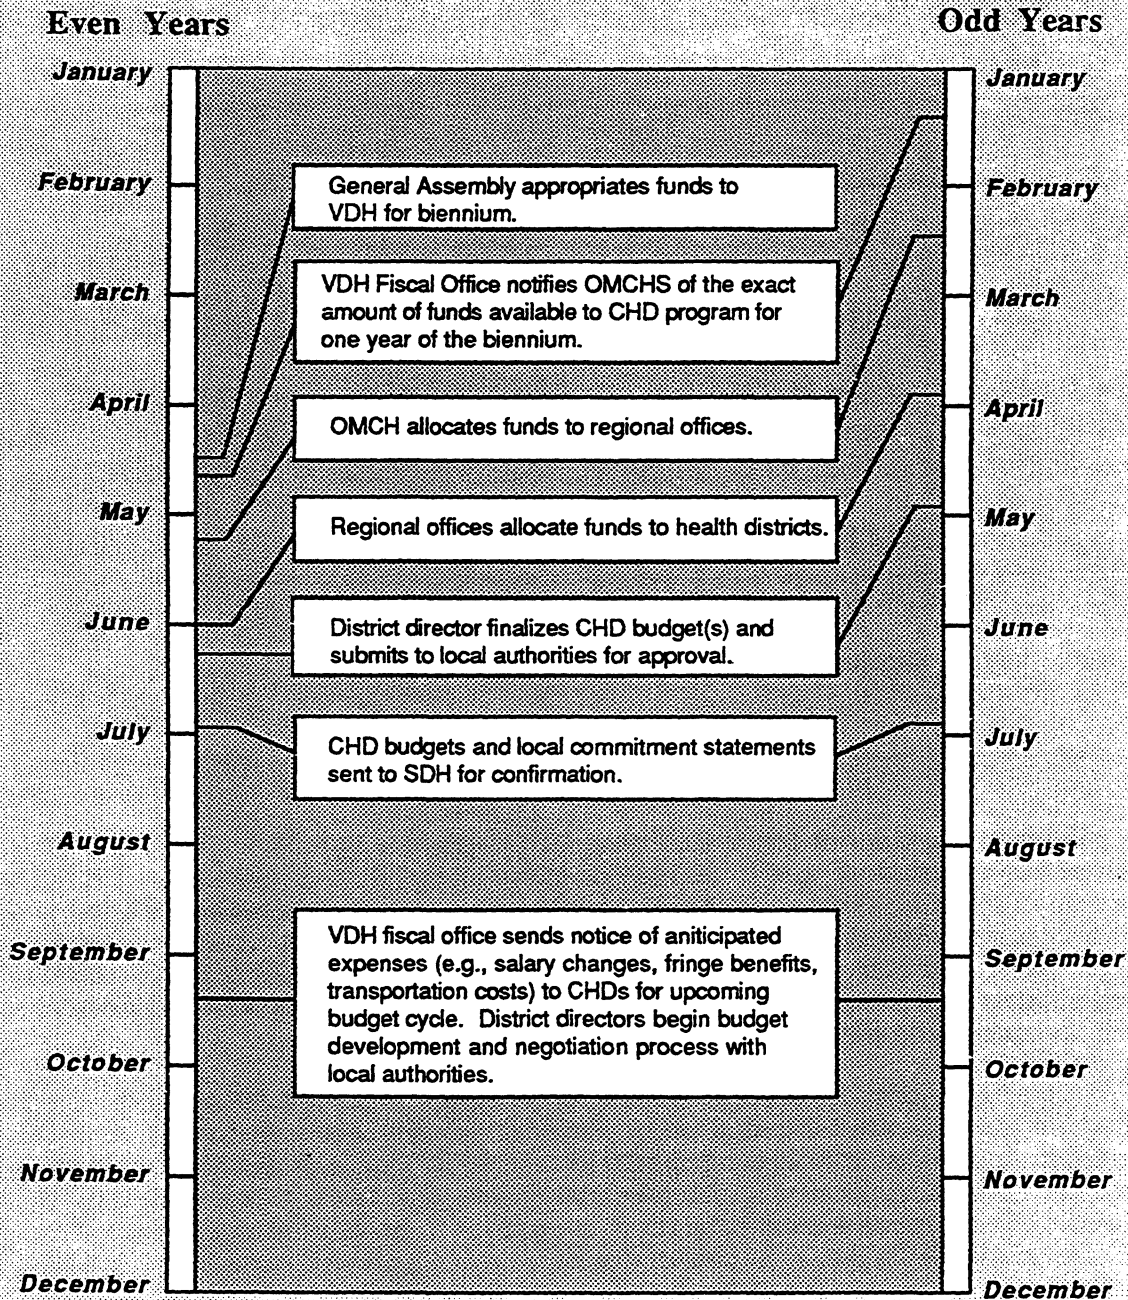 Even Years
Odd Years
January
February
March
April
May
June
July
August
September
October
November
December
General Assembly appropriates funds to
VDH for biennium.
VDH Fiscal Office notifies OMCHS of the exact
amount of funds available to CHD program for
one year of the biennium.
OMCH allocates funds to regional offices.
Regional offices allocate funds to health districts.
District director finalizes CHD budget(s) and
submits to local authorities for approval.
CHD budgets and local commitment statements
sent to SDH for confirmation.
VDH fiscal office sends notice of aniticipated
expenses (e.g., salary changes, fringe benefits,
transportation costs) to CHDs for upcoming
budget cycle. District directors begin budget
development and negotiation process with
local authorities.
January
February
March
April
May
June
July
August
September
October
November
December